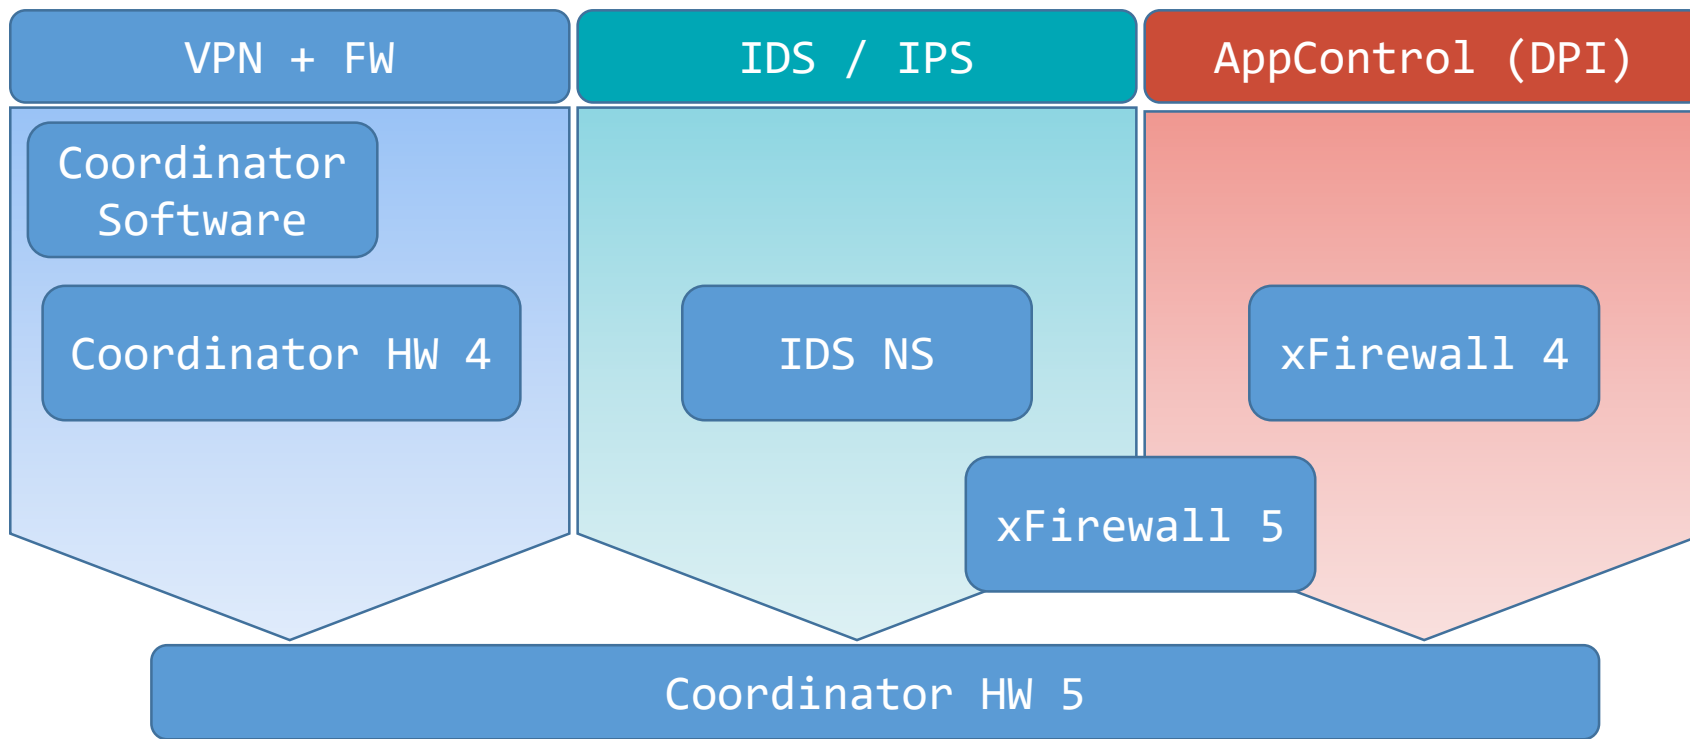 VPN + FW
IDS / IPS
AppControl (DPI)
Coordinator
Software
Coordinator HW 4
IDS NS
xFirewall 4
xFirewall 5
Coordinator HW 5